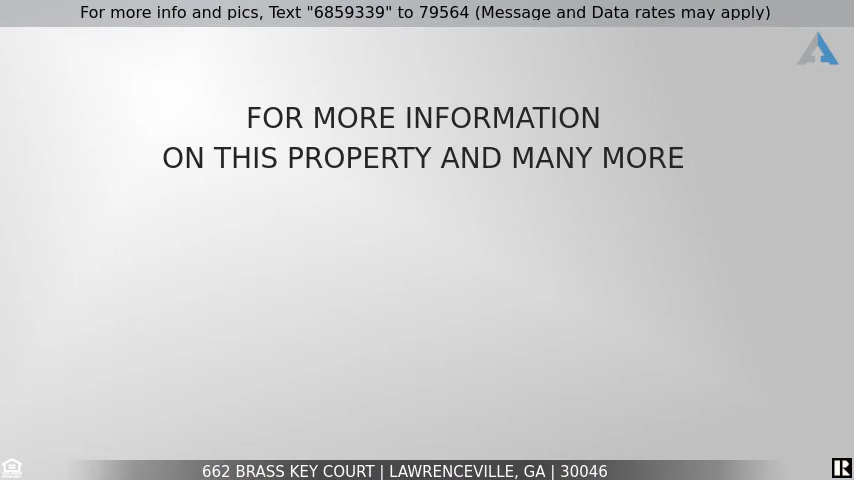 For more info and pics, Text "6859339" to 79564 (Message and Data rates may apply)
FOR MORE INFORMATION
ON THIS PROPERTY AND MANY MORE
662 BRASS KEY COURT | LAWRENCEVILLE, GA | 30046